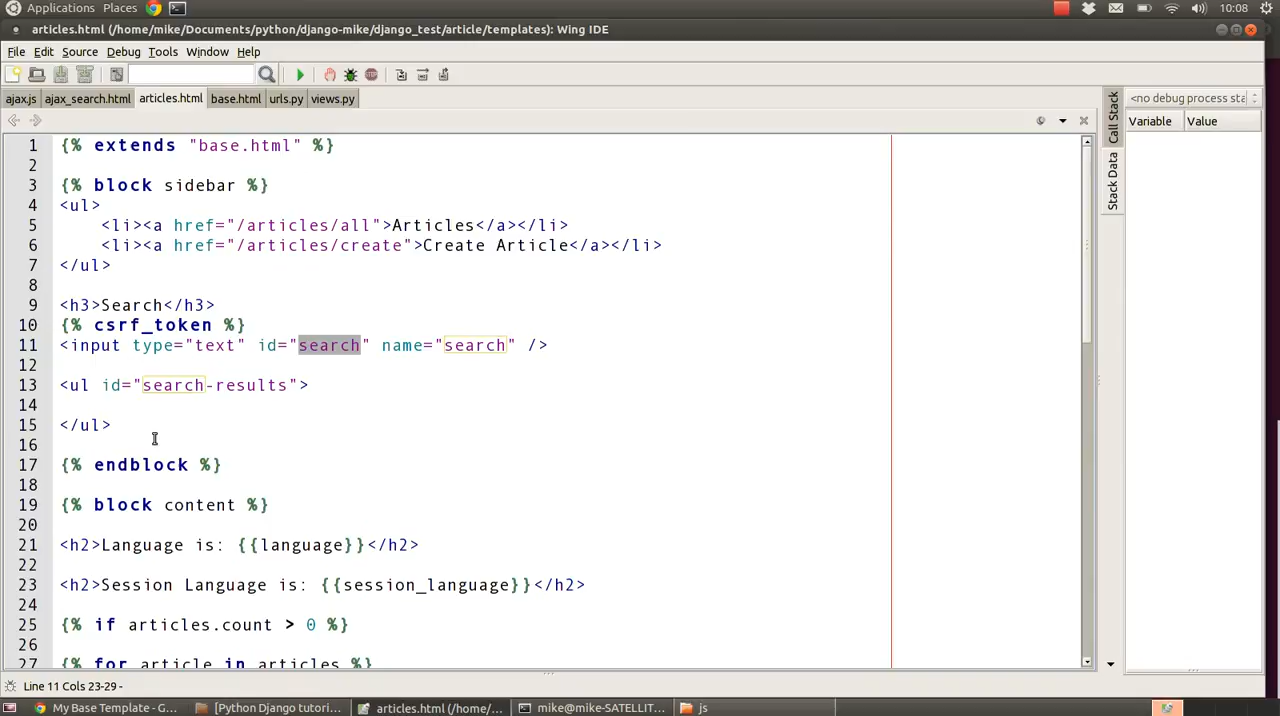 Applications Places 10:08
articles.html (/home/mike/Documents/python/django-mike/django_test/article/templates): Wing IDE
File Edit Source Debug Tools Window Help
ajax.js ajax_search.html articles.html base.html urls.py views.py
<no debug process sta
Variable Value
Call Stack
Stack Data
1 {% extends "base.html" %}
2
3 {% block sidebar %}
4 <ul>
5 <li><a href="/articles/all">Articles</a></li>
6 <li><a href="/articles/create">Create Article</a></li>
7 </ul>
8
9 <h3>Search</h3>
10 {% csrf_token %}
11 <input type="text" id="search" name="search" />
12
13 <ul id="search-results">
14
15 </ul>
16
17 {% endblock %}
18
19 {% block content %}
20
21 <h2>Language is: {{language}}</h2>
22
23 <h2>Session Language is: {{session_language}}</h2>
24
25 {% if articles.count > 0 %}
26
27 {% for article in articles %}
Line 11 Cols 23-29 -
My Base Template - G... [Python Django tutori... articles.html (/home/... mike@mike-SATELLIT... js